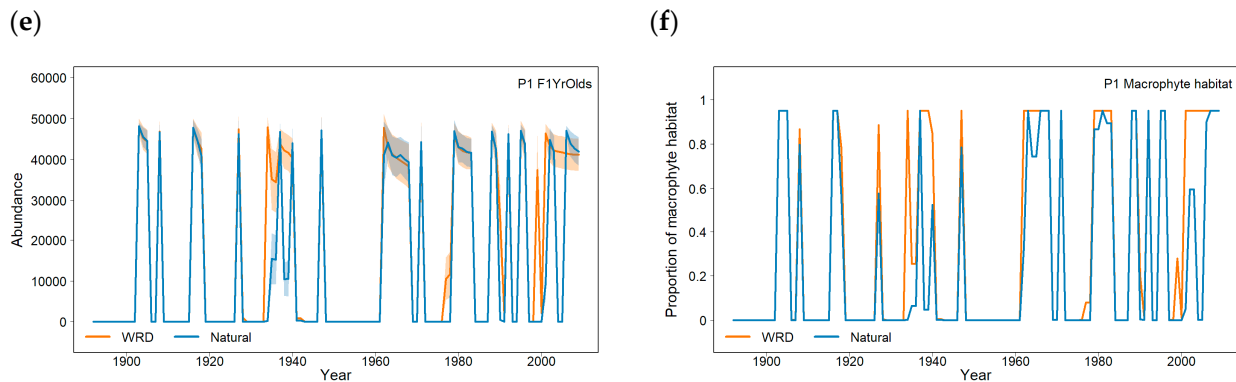 (e)
P1 F1YrOlds
60000
50000
40000
30000
20000
10000
0
Abundance
WRD
Natural
1900 1920 1940 1960 1980 2000
Year
(f)
P1 Macrophyte habitat
1
0.8
0.6
0.4
0.2
0
Proportion of macrophyte habitat
WRD
Natural
1900 1920 1940 1960 1980 2000
Year